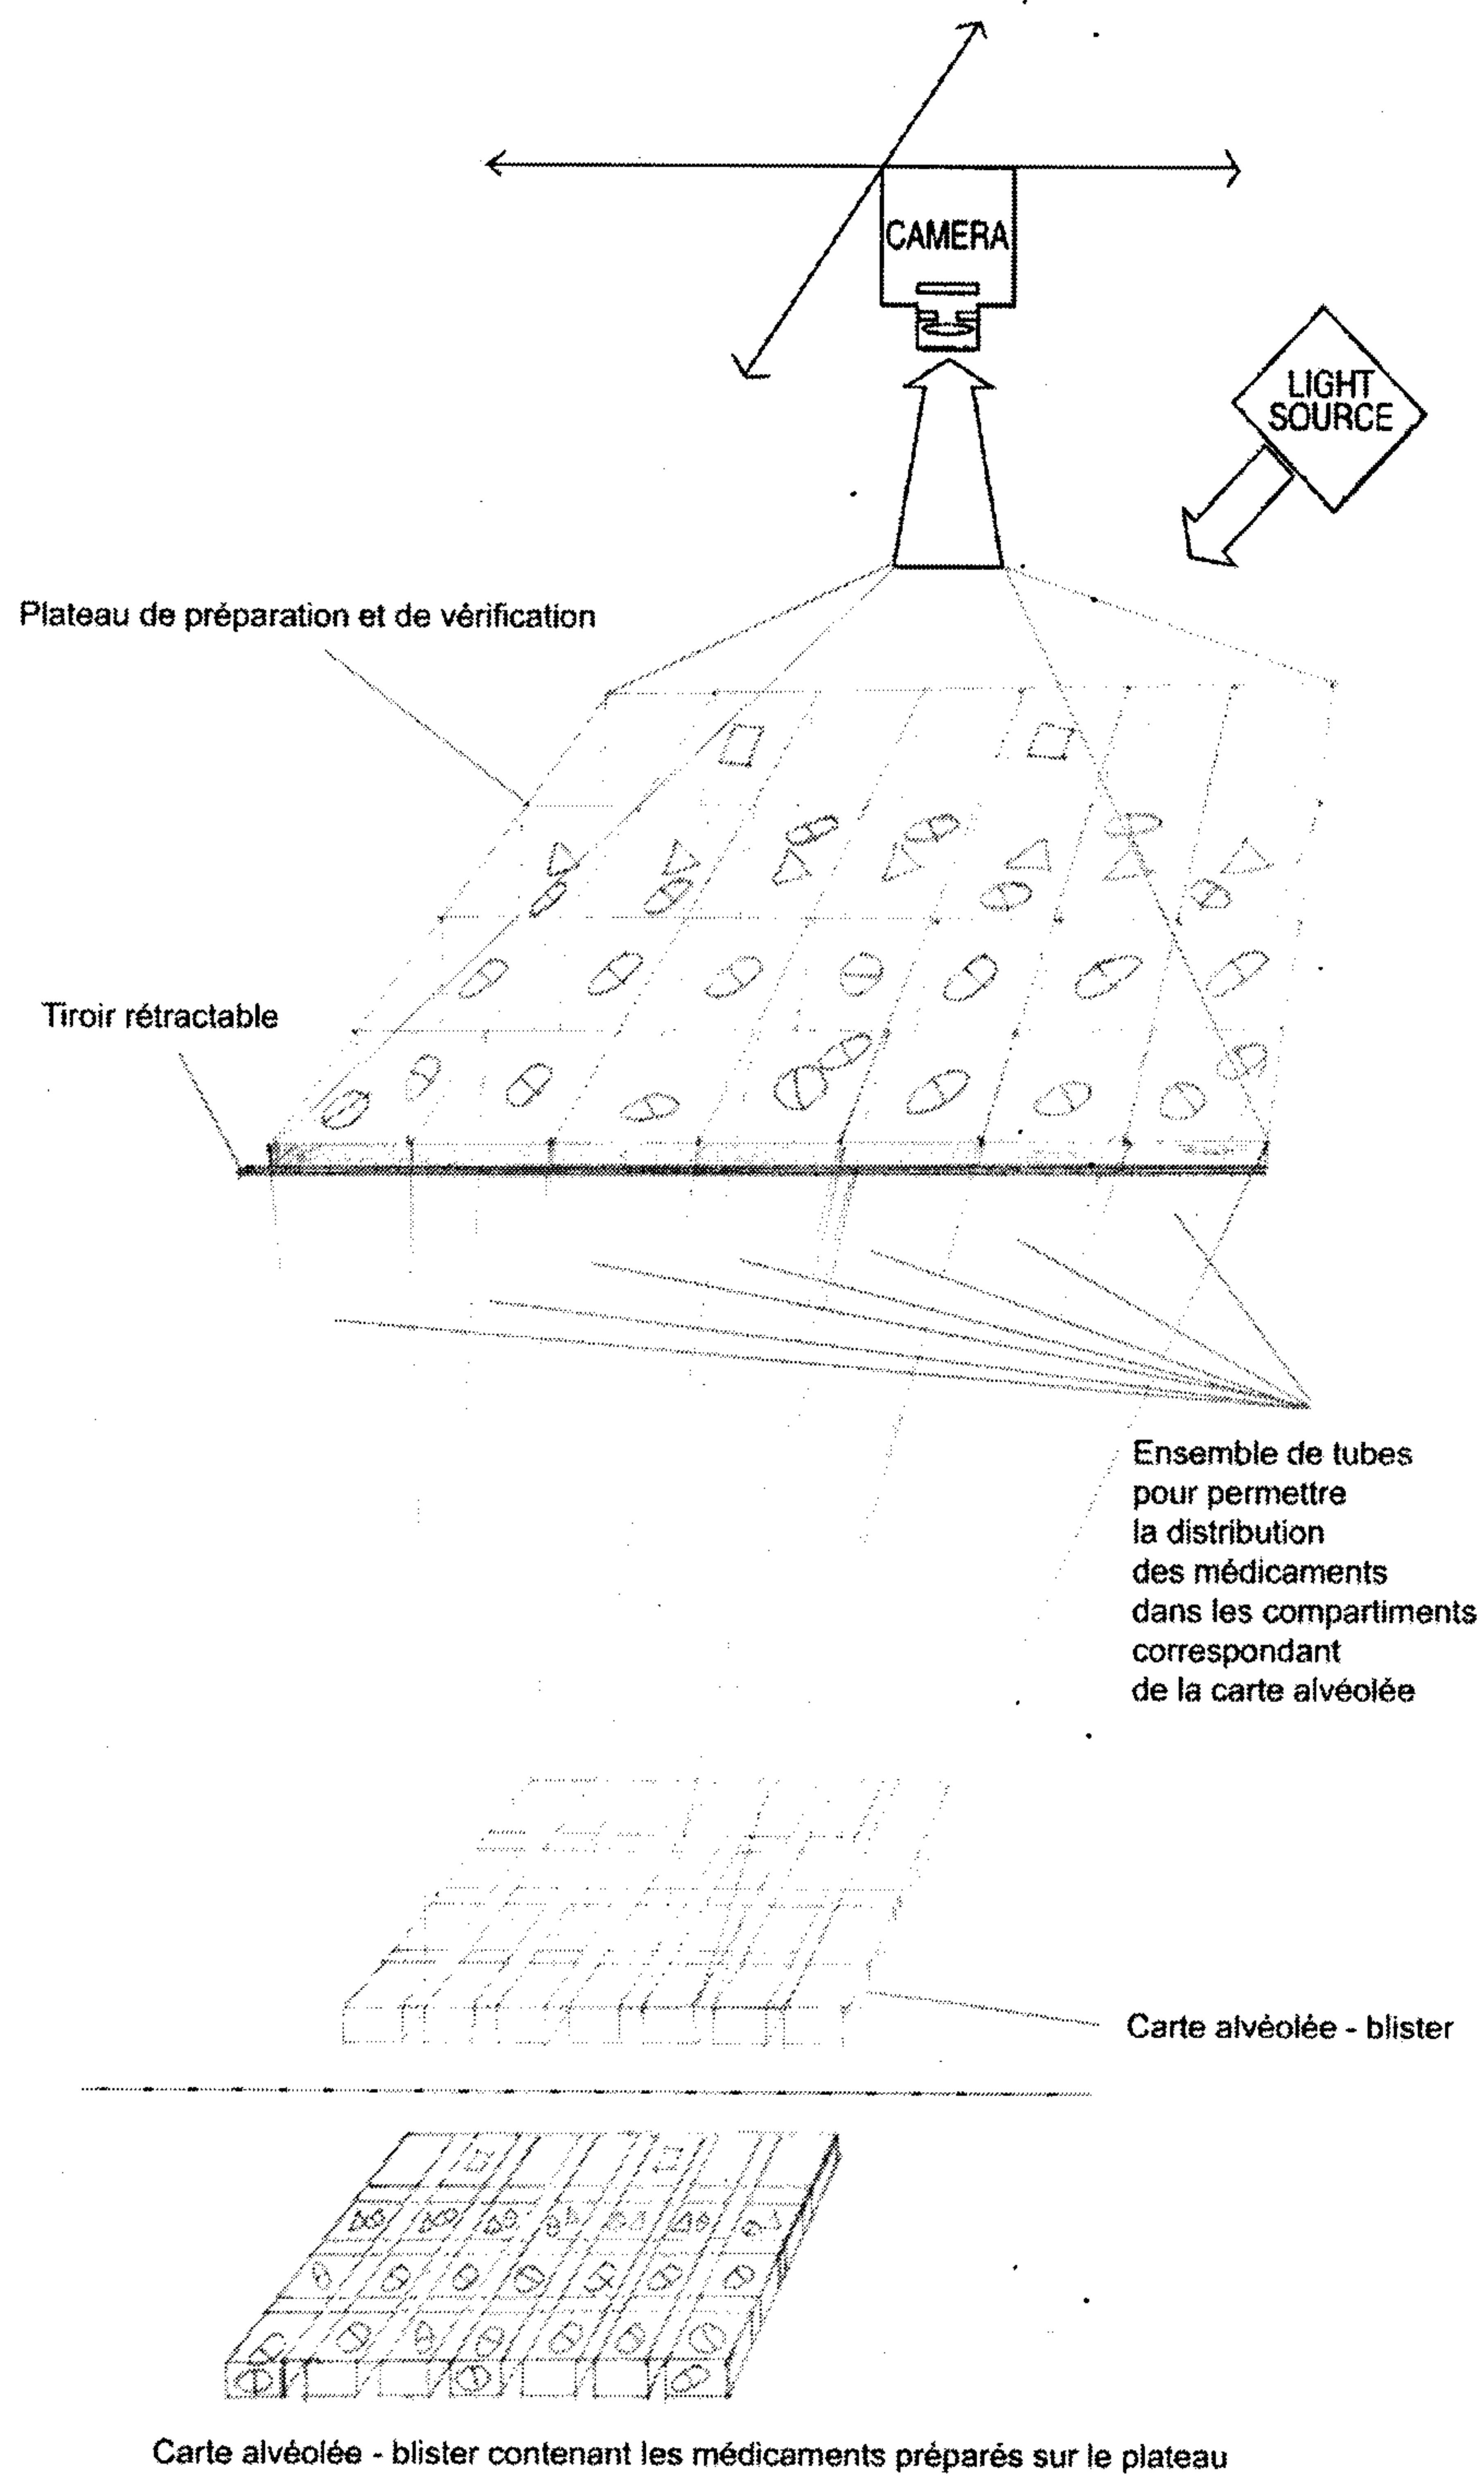 CAMERA
LIGHT
SOURCE
Plateau de préparation et de vérification
Tiroir rétractable
Ensemble de tubes
pour permettre
la distribution
des médicaments
dans les compartiments
correspondant
de la carte alvéolée
Carte alvéolée - blister
Carte alvéolée - blister contenant les médicaments préparés sur le plateau